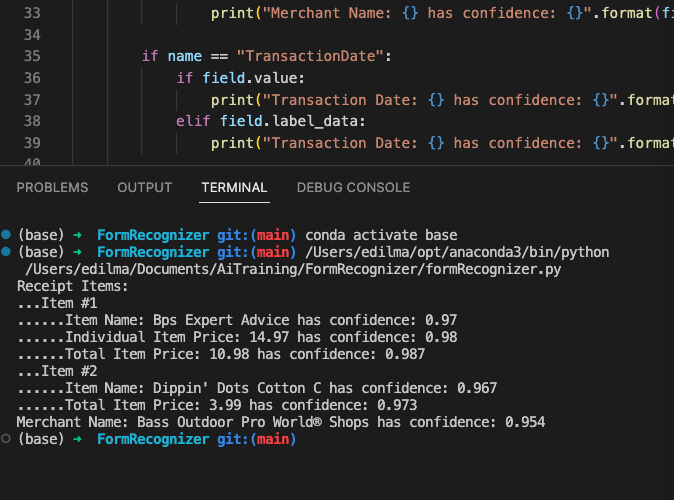 33 print("Merchant Name: {} has confidence: {}".format(fi
34
35 if name == "TransactionDate":
36 if field.value:
37 print("Transaction Date: {} has confidence: {}".format
38 elif field.label_data:
39 print("Transaction Date: {} has confidence: {}".format
40
PROBLEMS OUTPUT TERMINAL DEBUG CONSOLE
(base) ➜ FormRecognizer git:(main) conda activate base
(base) ➜ FormRecognizer git:(main) /Users/edilma/opt/anaconda3/bin/python
/Users/edilma/Documents/AiTraining/FormRecognizer/formRecognizer.py
Receipt Items:
...Item #1
......Item Name: Bps Expert Advice has confidence: 0.97
......Individual Item Price: 14.97 has confidence: 0.98
......Total Item Price: 10.98 has confidence: 0.987
...Item #2
......Item Name: Dippin' Dots Cotton C has confidence: 0.967
......Total Item Price: 3.99 has confidence: 0.973
Merchant Name: Bass Outdoor Pro World® Shops has confidence: 0.954
(base) ➜ FormRecognizer git:(main)